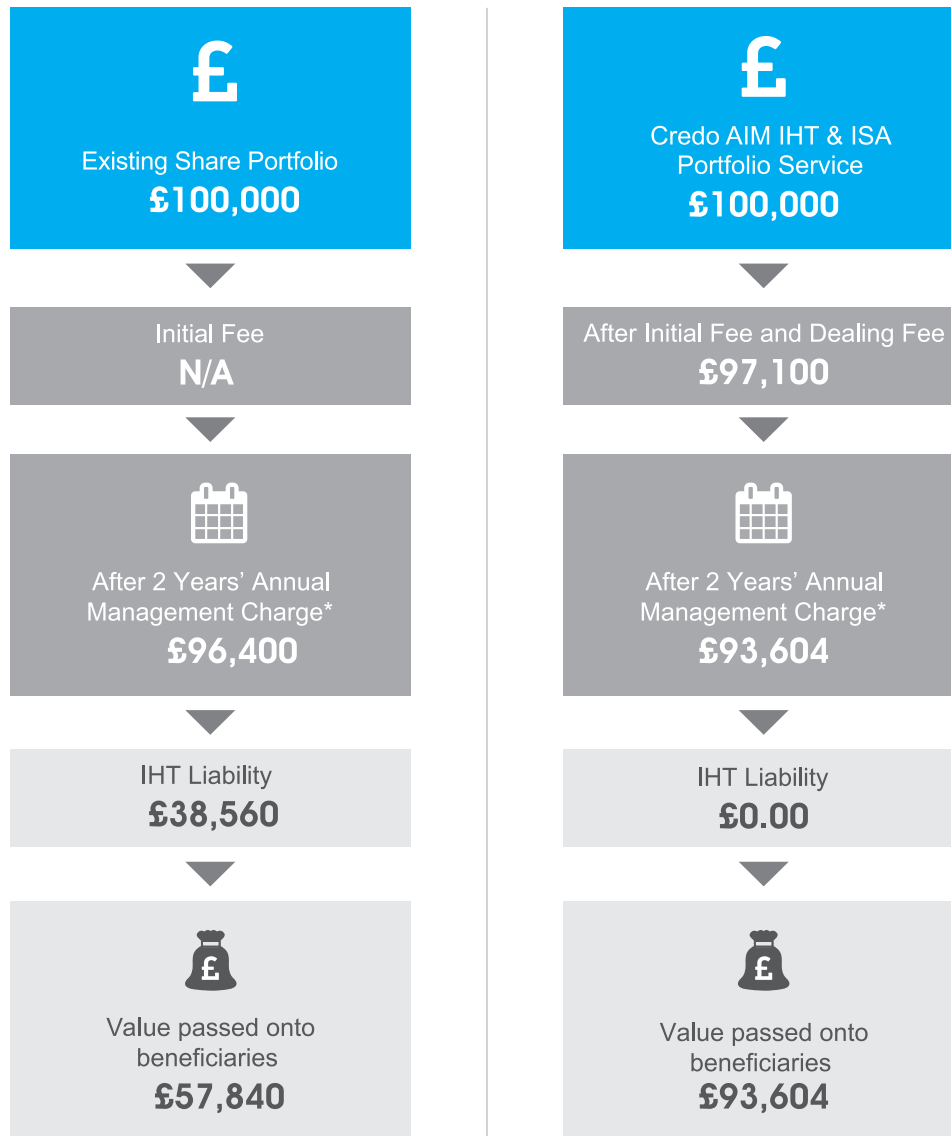 £
Existing Share Portfolio
£100,000
Initial Fee
N/A
After 2 Years' Annual
Management Charge*
£96,400
IHT Liability
£38,560
£
Value passed onto
beneficiaries
£57,840
£
Credo AIM IHT & ISA
Portfolio Service
£100,000
After Initial Fee and Dealing Fee
£97,100
After 2 Years' Annual
Management Charge*
£93,604
IHT Liability
£0.00
£
Value passed onto
beneficiaries
£93,604